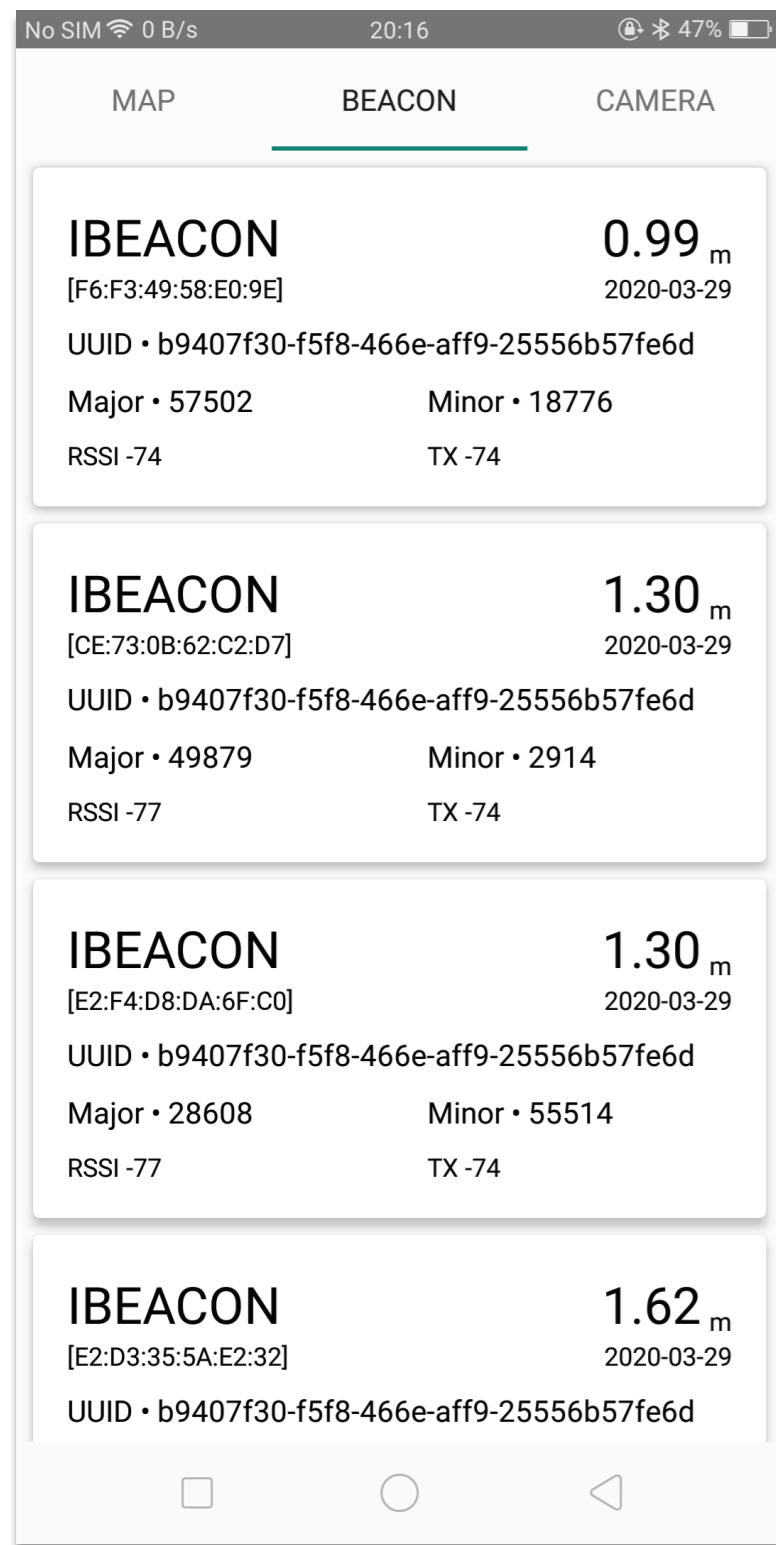 No SIM 0 B/s 20:16 47%
MAP BEACON CAMERA
IBEACON 0.99 m
[F6:F3:49:58:E0:9E] 2020-03-29
UUID • b9407f30-f5f8-466e-aff9-25556b57fe6d
Major • 57502 Minor • 18776
RSSI -74 TX -74
IBEACON 1.30 m
[CE:73:0B:62:C2:D7] 2020-03-29
UUID • b9407f30-f5f8-466e-aff9-25556b57fe6d
Major • 49879 Minor • 2914
RSSI -77 TX -74
IBEACON 1.30 m
[E2:F4:D8:DA:6F:C0] 2020-03-29
UUID • b9407f30-f5f8-466e-aff9-25556b57fe6d
Major • 28608 Minor • 55514
RSSI -77 TX -74
IBEACON 1.62 m
[E2:D3:35:5A:E2:32] 2020-03-29
UUID • b9407f30-f5f8-466e-aff9-25556b57fe6d